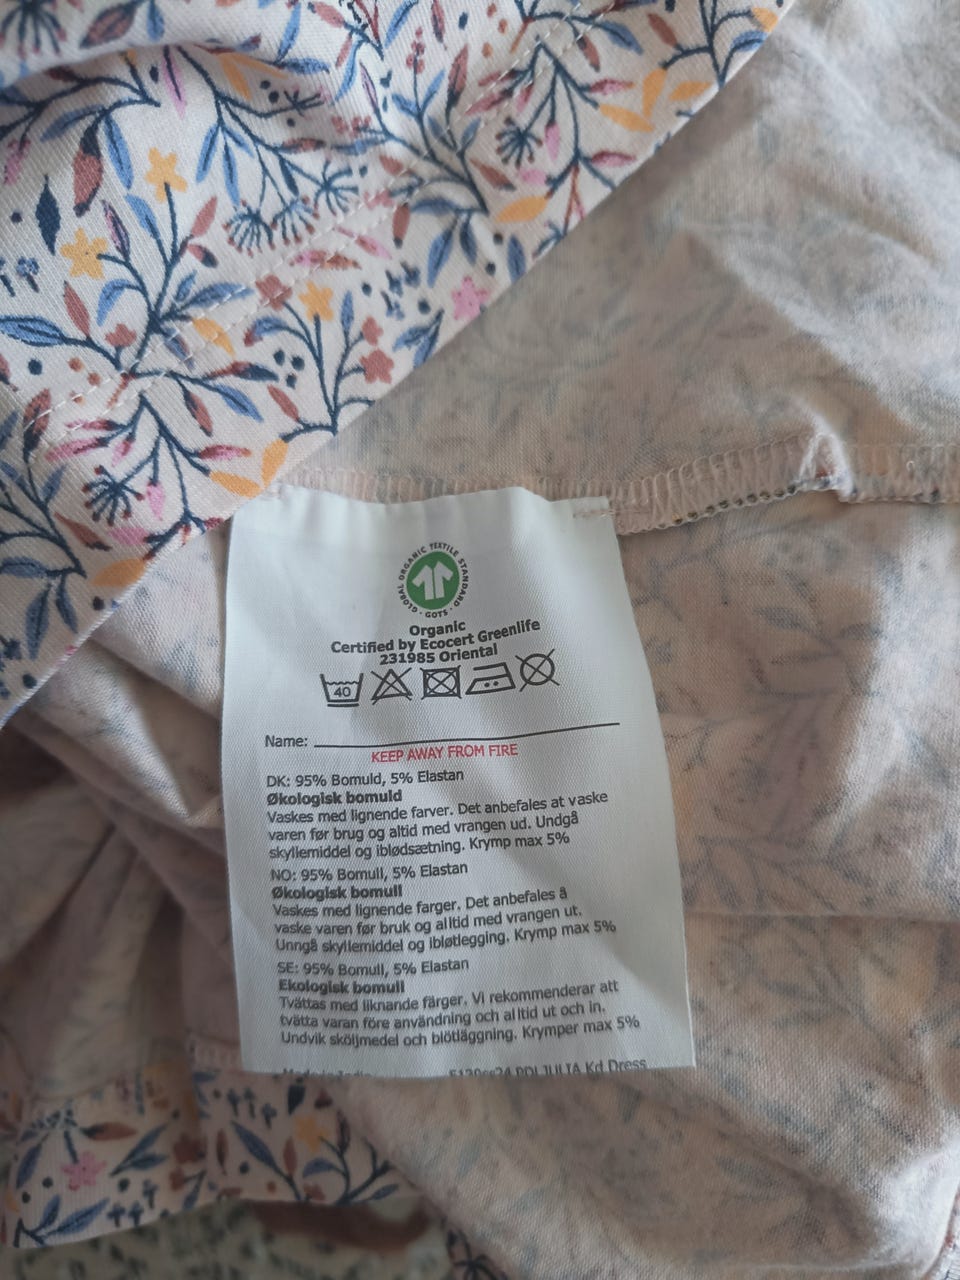 GLOBAL ORGANIC TEXTILE STANDARD · GOTS ·
Organic
Certified by Ecocert Greenlife
231985 Oriental
40
Name:
KEEP AWAY FROM FIRE
DK: 95% Bomuld, 5% Elastan
Økologisk bomuld
Vaskes med lignende farver. Det anbefales at vaske
varen før brug og altid med vrangen ud. Undgå
skyllemiddel og iblødsætning. Krymp max 5%
NO: 95% Bomull, 5% Elastan
Økologisk bomull
Vaskes med lignende farger. Det anbefales å
vaske varen før bruk og alltid med vrangen ut.
Unngå skyllemiddel og ibløtlegging. Krymp max 5%
SE: 95% Bomull, 5% Elastan
Ekologisk bomull
Tvättas med liknande färger. Vi rekommenderar att
tvätta varan före användning och alltid ut och in.
Undvik sköljmedel och blötläggning. Krymper max 5%
JULIA Kd Dress